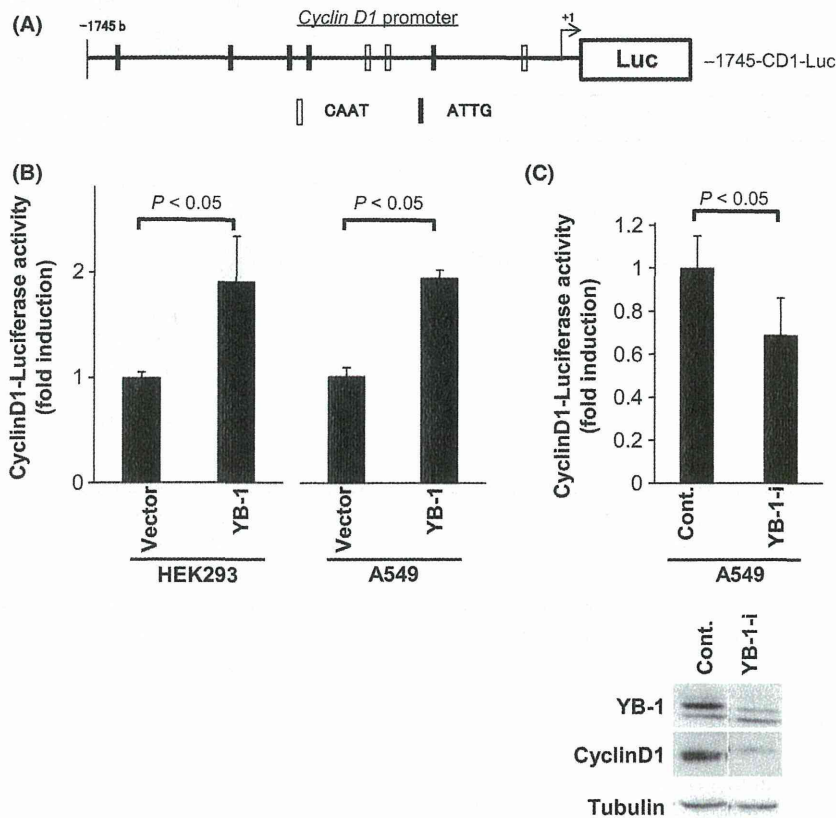 (A)
Cyclin D1 promoter
–1745 b
+1
Luc
–1745-CD1-Luc
CAAT
ATTG
(B)
P < 0.05
P < 0.05
CyclinD1-Luciferase activity
(fold induction)
2
1
0
Vector
YB-1
Vector
YB-1
HEK293
A549
(C)
P < 0.05
CyclinD1-Luciferase activity
(fold induction)
1.2
1
0.8
0.6
0.4
0.2
0
Cont.
YB-1-i
A549
Cont.
YB-1-i
YB-1
CyclinD1
Tubulin